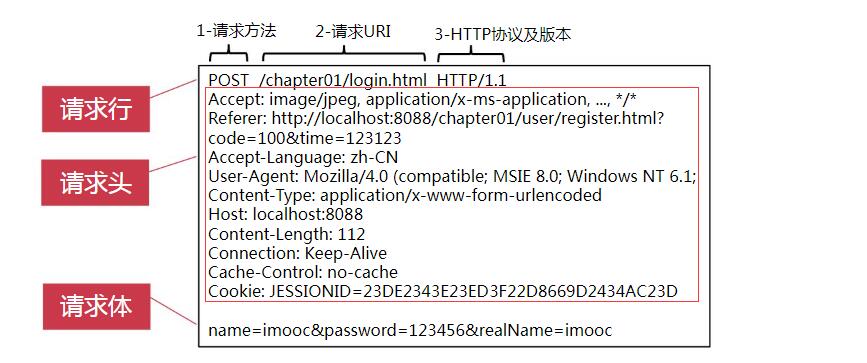 1-请求方法 2-请求URI 3-HTTP协议及版本
请求行
POST /chapter01/login.html HTTP/1.1
Accept: image/jpeg, application/x-ms-application, ..., */*
Referer: http://localhost:8088/chapter01/user/register.html?
code=100&time=123123
请求头
Accept-Language: zh-CN
User-Agent: Mozilla/4.0 (compatible; MSIE 8.0; Windows NT 6.1;
Content-Type: application/x-www-form-urlencoded
Host: localhost:8088
Content-Length: 112
Connection: Keep-Alive
Cache-Control: no-cache
Cookie: JESSIONID=23DE2343E23ED3F22D8669D2434AC23D
请求体
name=imooc&password=123456&realName=imooc